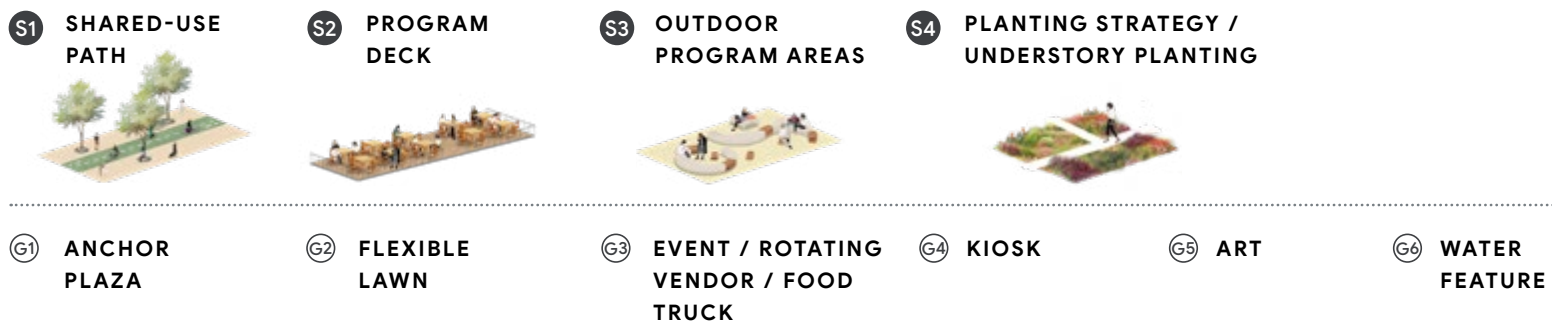 S1 SHARED-USE
PATH
S2 PROGRAM
DECK
S3 OUTDOOR
PROGRAM AREAS
S4 PLANTING STRATEGY /
UNDERSTORY PLANTING
G1 ANCHOR
PLAZA
G2 FLEXIBLE
LAWN
G3 EVENT / ROTATING
VENDOR / FOOD
TRUCK
G4 KIOSK
G5 ART
G6 WATER
FEATURE